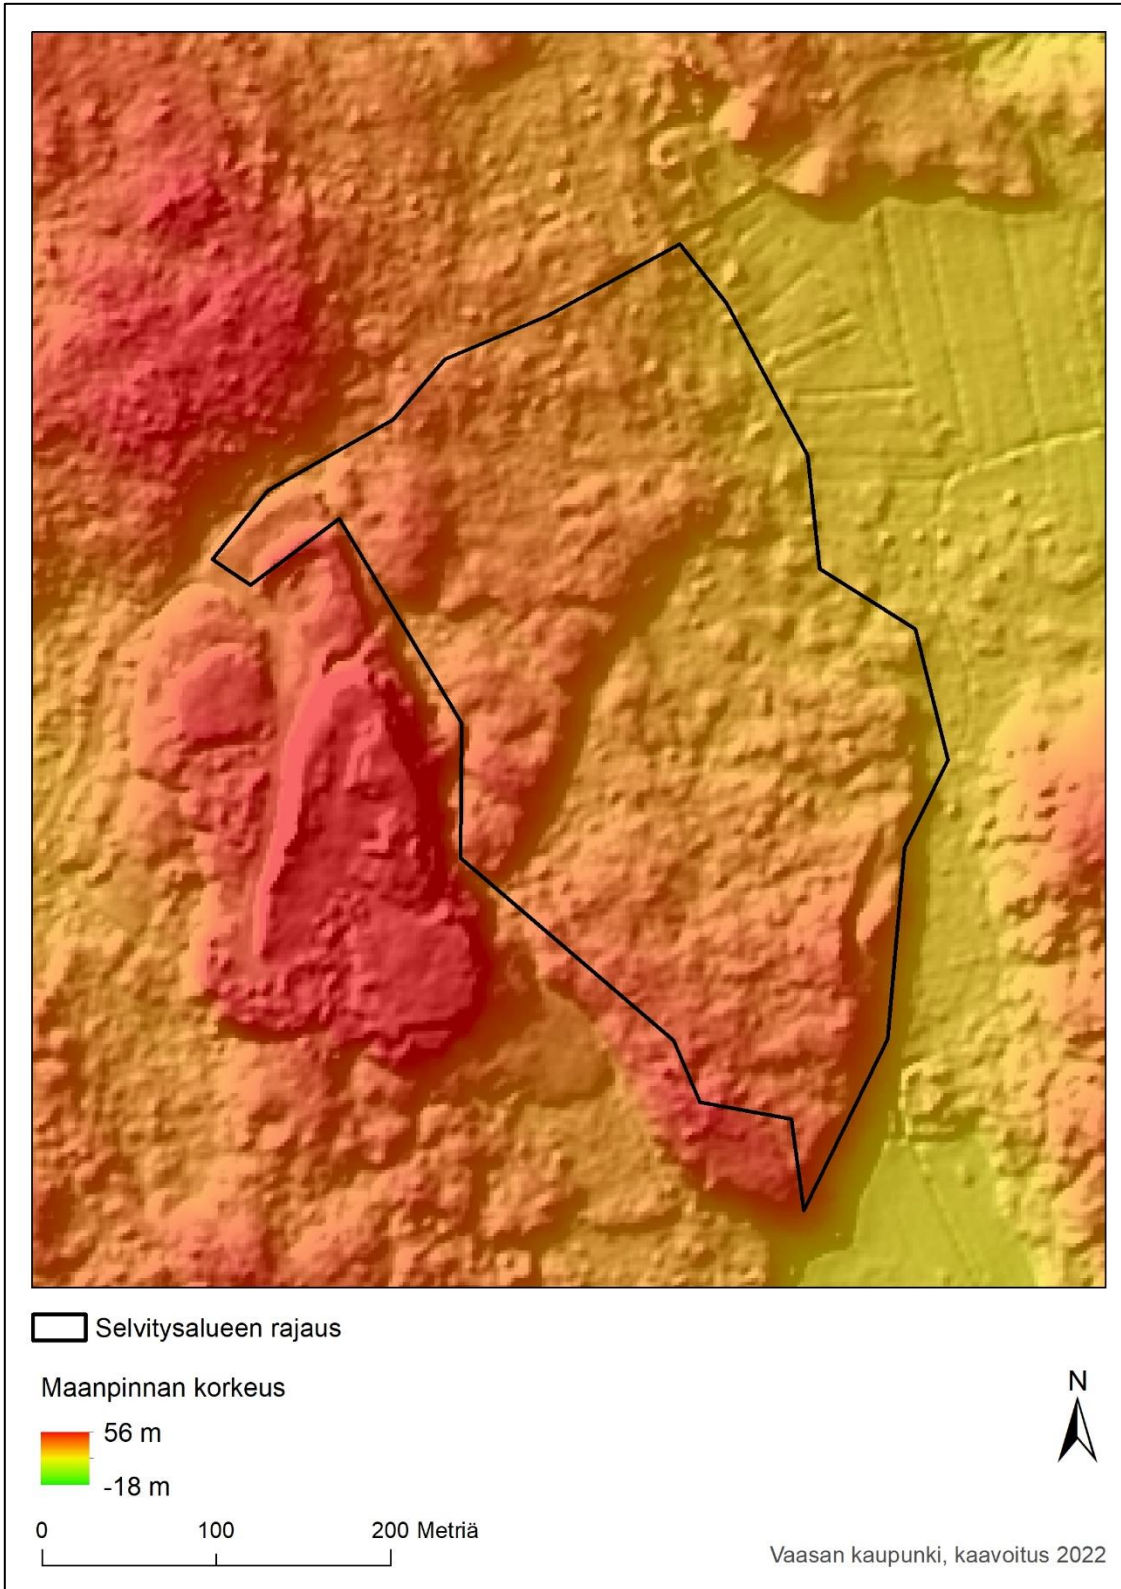 Selvitysalueen rajaus
Maanpinnan korkeus
56 m
-18 m
N
0 100 200 Metriä
Vaasan kaupunki, kaavoitus 2022